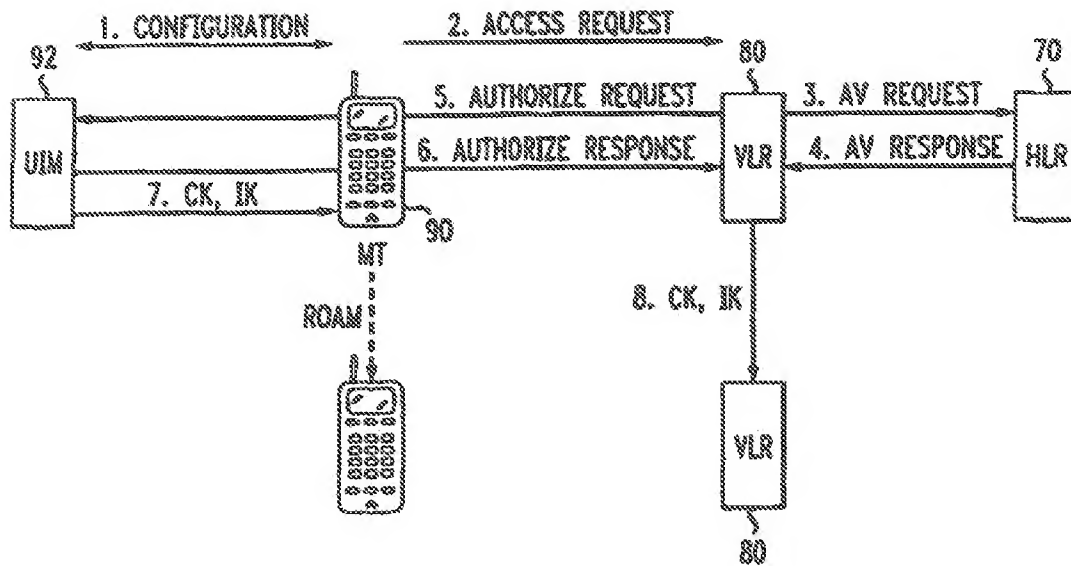 1. CONFIGURATION
2. ACCESS REQUEST
92
80
70
5. AUTHORIZE REQUEST
3. AV REQUEST
UIM
6. AUTHORIZE RESPONSE
VLR
4. AV RESPONSE
HLR
7. CK, IK
90
MT
ROAM
8. CK, IK
VLR
80